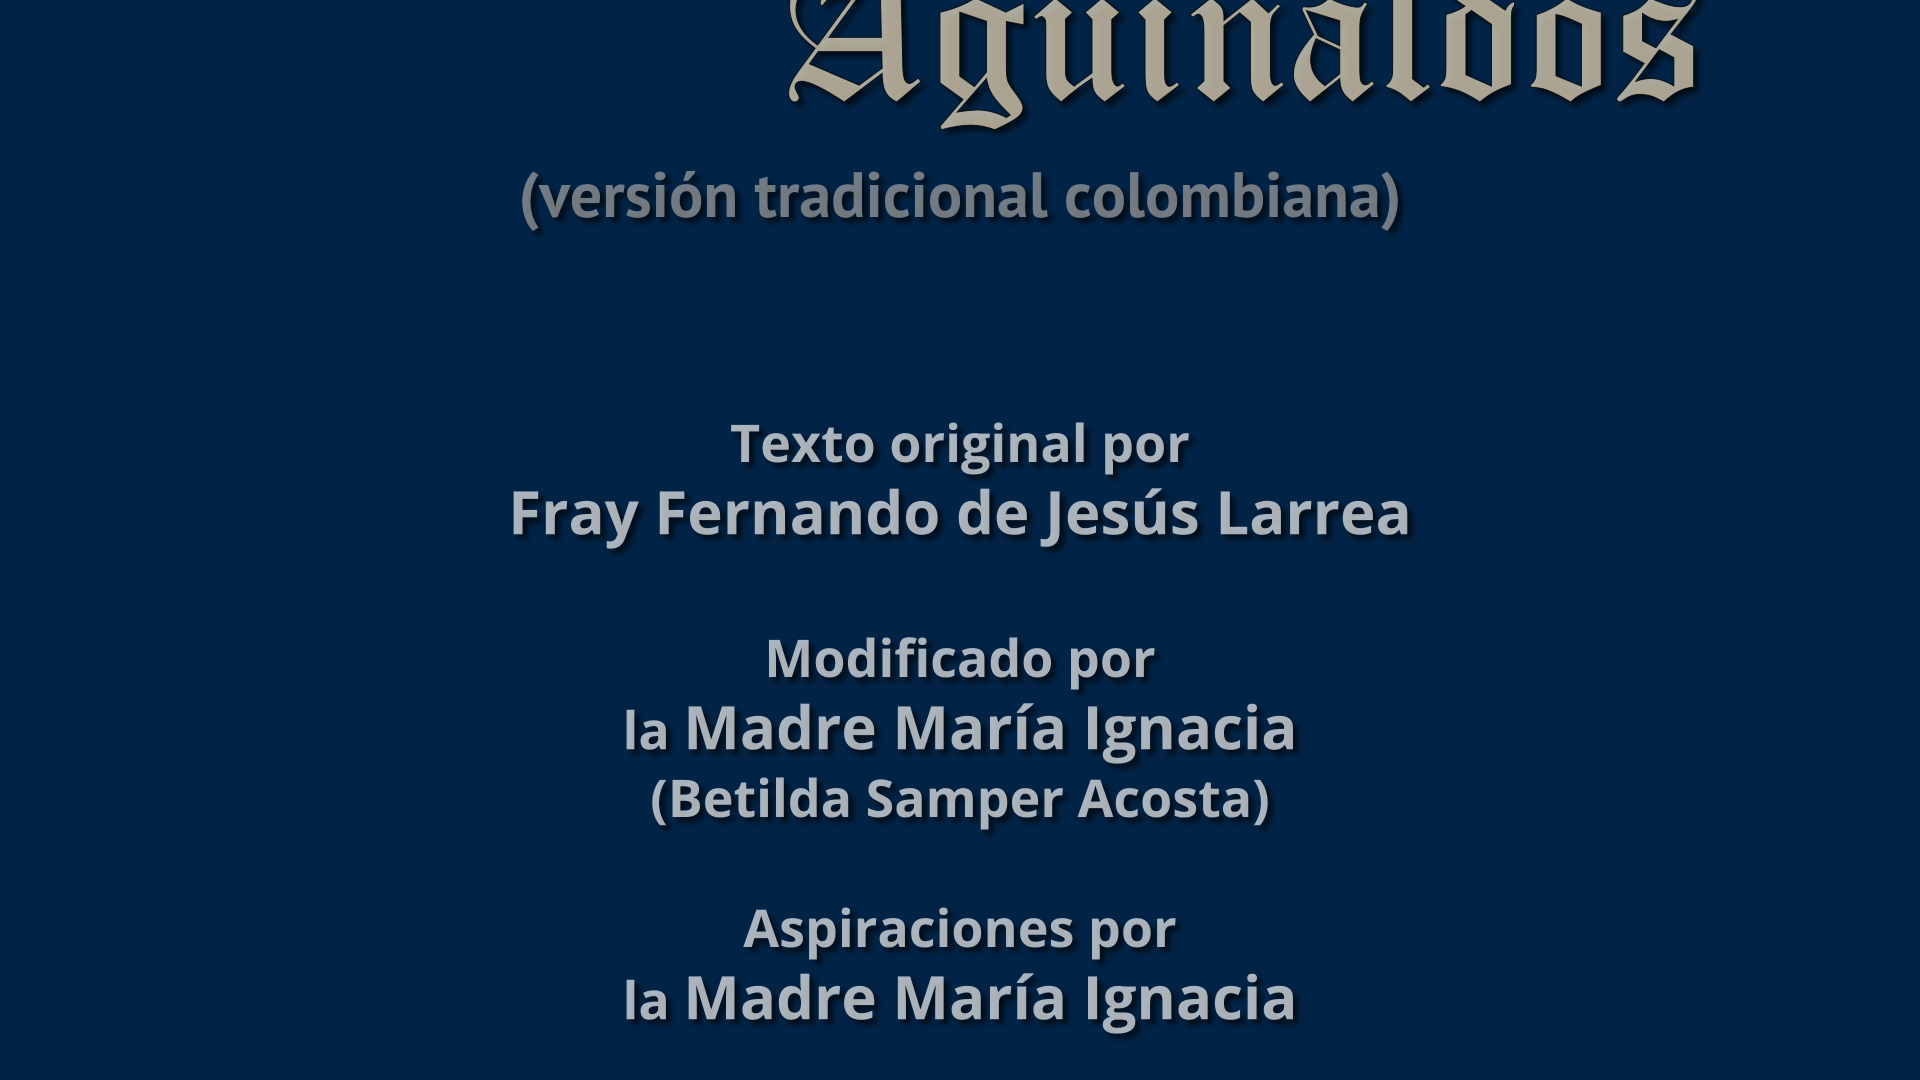 Aguinaldos
(versión tradicional colombiana)
Texto original por
Fray Fernando de Jesús Larrea
Modificado por
la Madre María Ignacia
(Betilda Samper Acosta)
Aspiraciones por
la Madre María Ignacia